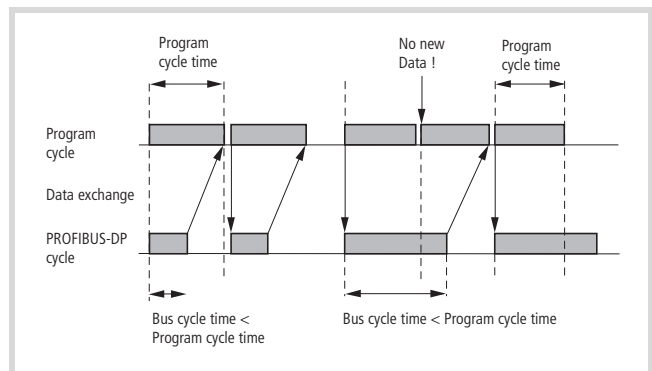 Program
cycle time
No new
Data !
Program
cycle time
Program
cycle
Data exchange
PROFIBUS-DP
cycle
Bus cycle time <
Program cycle time
Bus cycle time < Program cycle time